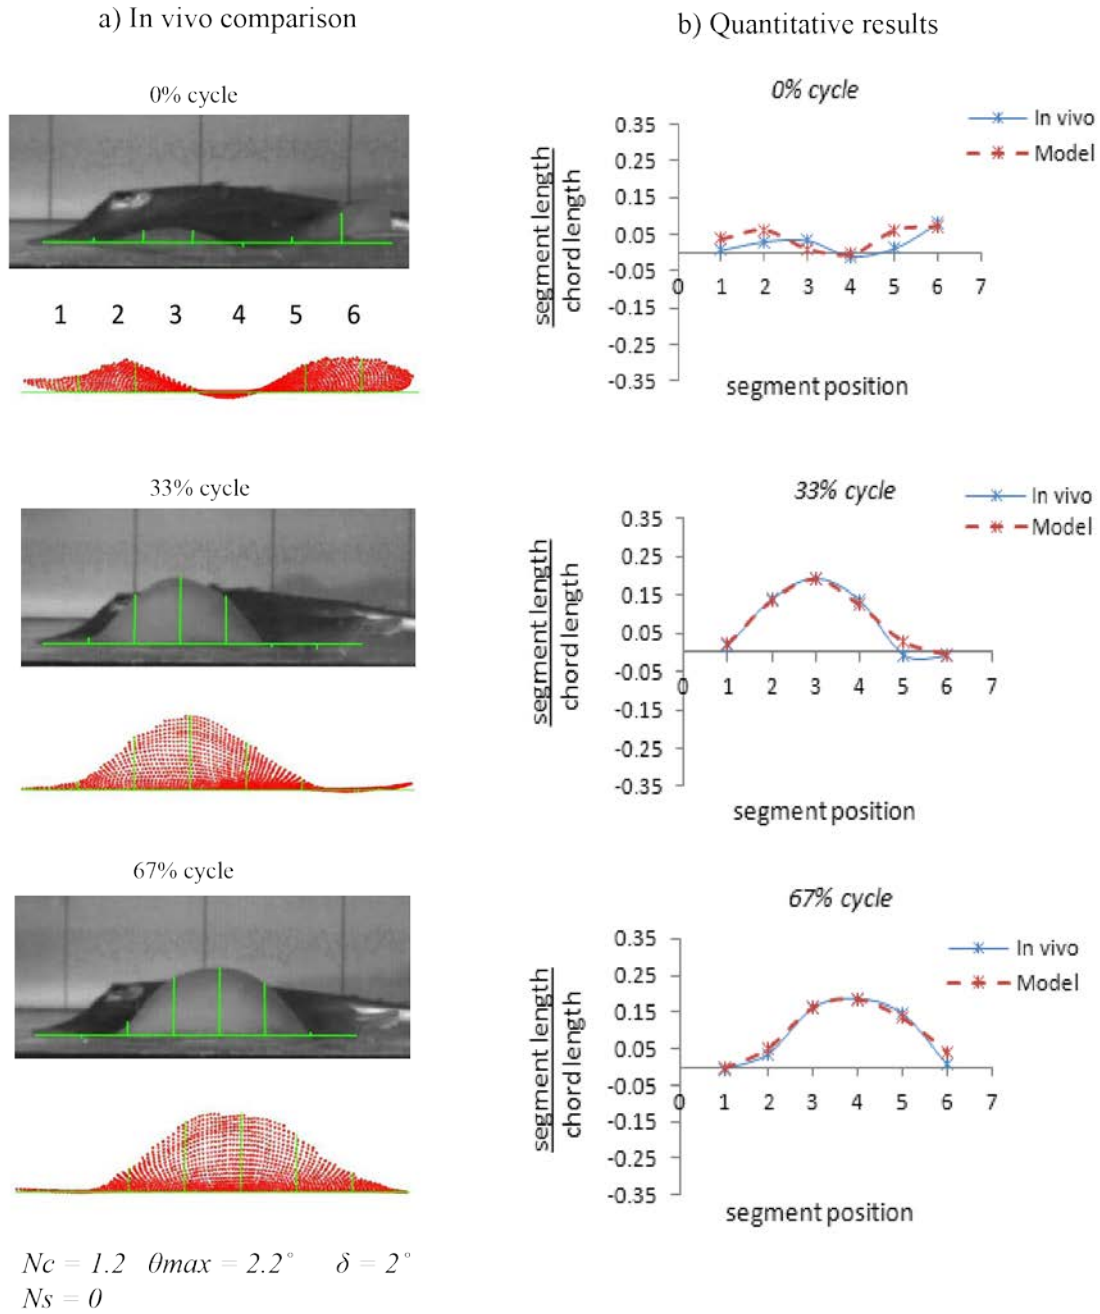 a) In vivo comparison
b) Quantitative results
0% cycle
1 2 3 4 5 6
0% cycle
In vivo
Model
0.35
0.25
0.15
0.05
-0.05
-0.15
-0.25
-0.35
0 1 2 3 4 5 6 7
segment length
chord length
segment position
33% cycle
33% cycle
In vivo
Model
0.35
0.25
0.15
0.05
-0.05
-0.15
-0.25
-0.35
0 1 2 3 4 5 6 7
segment length
chord length
segment position
67% cycle
67% cycle
In vivo
Model
0.35
0.25
0.15
0.05
-0.05
-0.15
-0.25
-0.35
0 1 2 3 4 5 6 7
segment length
chord length
segment position
Nc = 1.2 θmax = 2.2° δ = 2°
Ns = 0